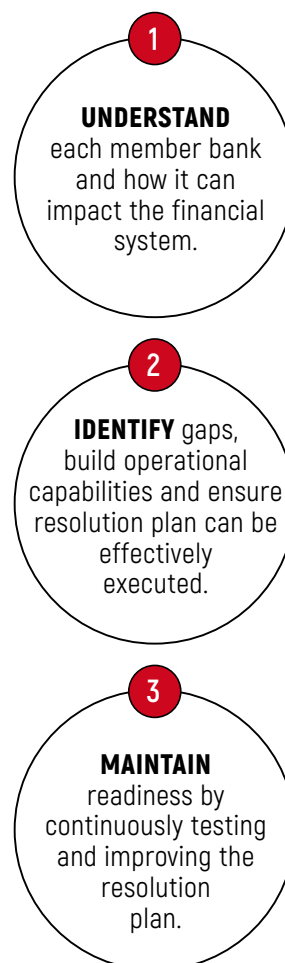 1
UNDERSTAND
each member bank
and how it can
impact the financial
system.
2
IDENTIFY gaps,
build operational
capabilities and ensure
resolution plan can be
effectively
executed.
3
MAINTAIN
readiness by
continuously testing
and improving the
resolution
plan.